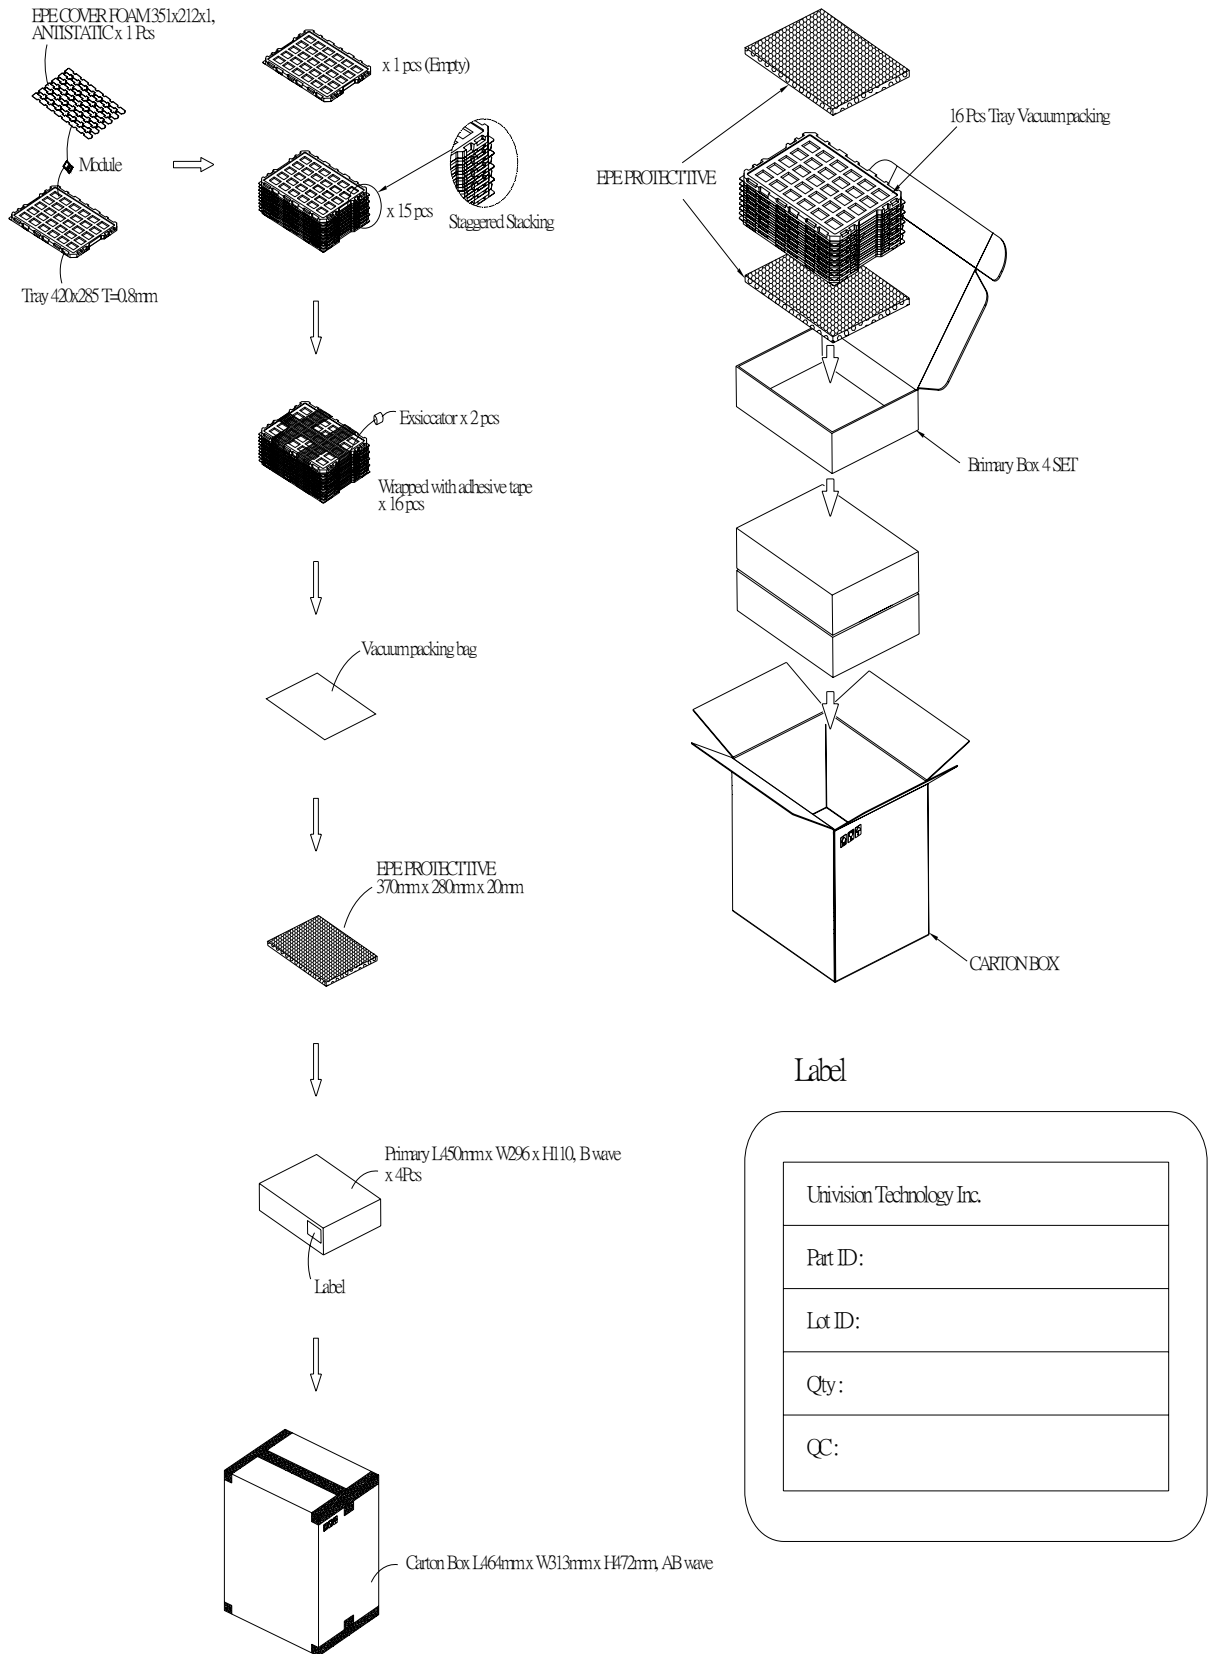 EPE COVER FOAM 351x212x1,
ANTISTATIC x 1 Pcs
x 1 pcs (Empty)
Module
x 15 pcs
Staggered Stacking
Tray 420x285 T=0.8mm
Exsiccator x 2 pcs
Wrapped with adhesive tape
x 16 pcs
Vacuum packing bag
EPE PROTECTTIVE
370mm x 280mm x 20mm
Primary L450mm x W296 x H110, B wave
x 4Pcs
Label
Carton Box L464mm x W313mm x H472mm, AB wave
16 Pcs Tray Vacuum packing
EPE PROTECTTIVE
Brimary Box 4 SET
CARTON BOX
Label
Univision Technology Inc.
Part ID:
Lot ID:
Q'ty:
QC: